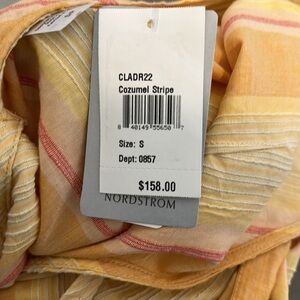 CLADR22
Cozumel Stripe
8 40149 55650 7
Size: S
Dept: 0857
$158.00
NORDSTROM